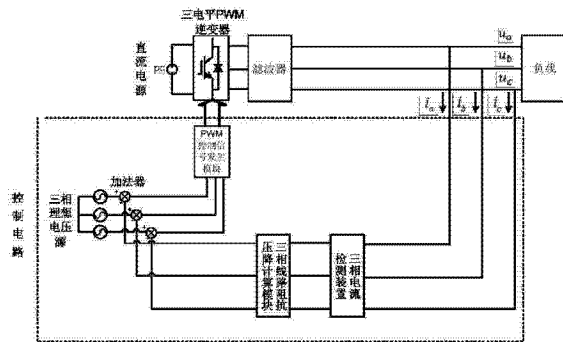 三电平PWM
逆变器
直流电源
滤波器
负载
u_a
u_b
u_c
i_a
i_b
i_c
PWM
控制信
号发生
模块
加法器
三相
理想
电压
源
控制电路
三相线路阻抗
压降计算模块
三相电流
检测装置